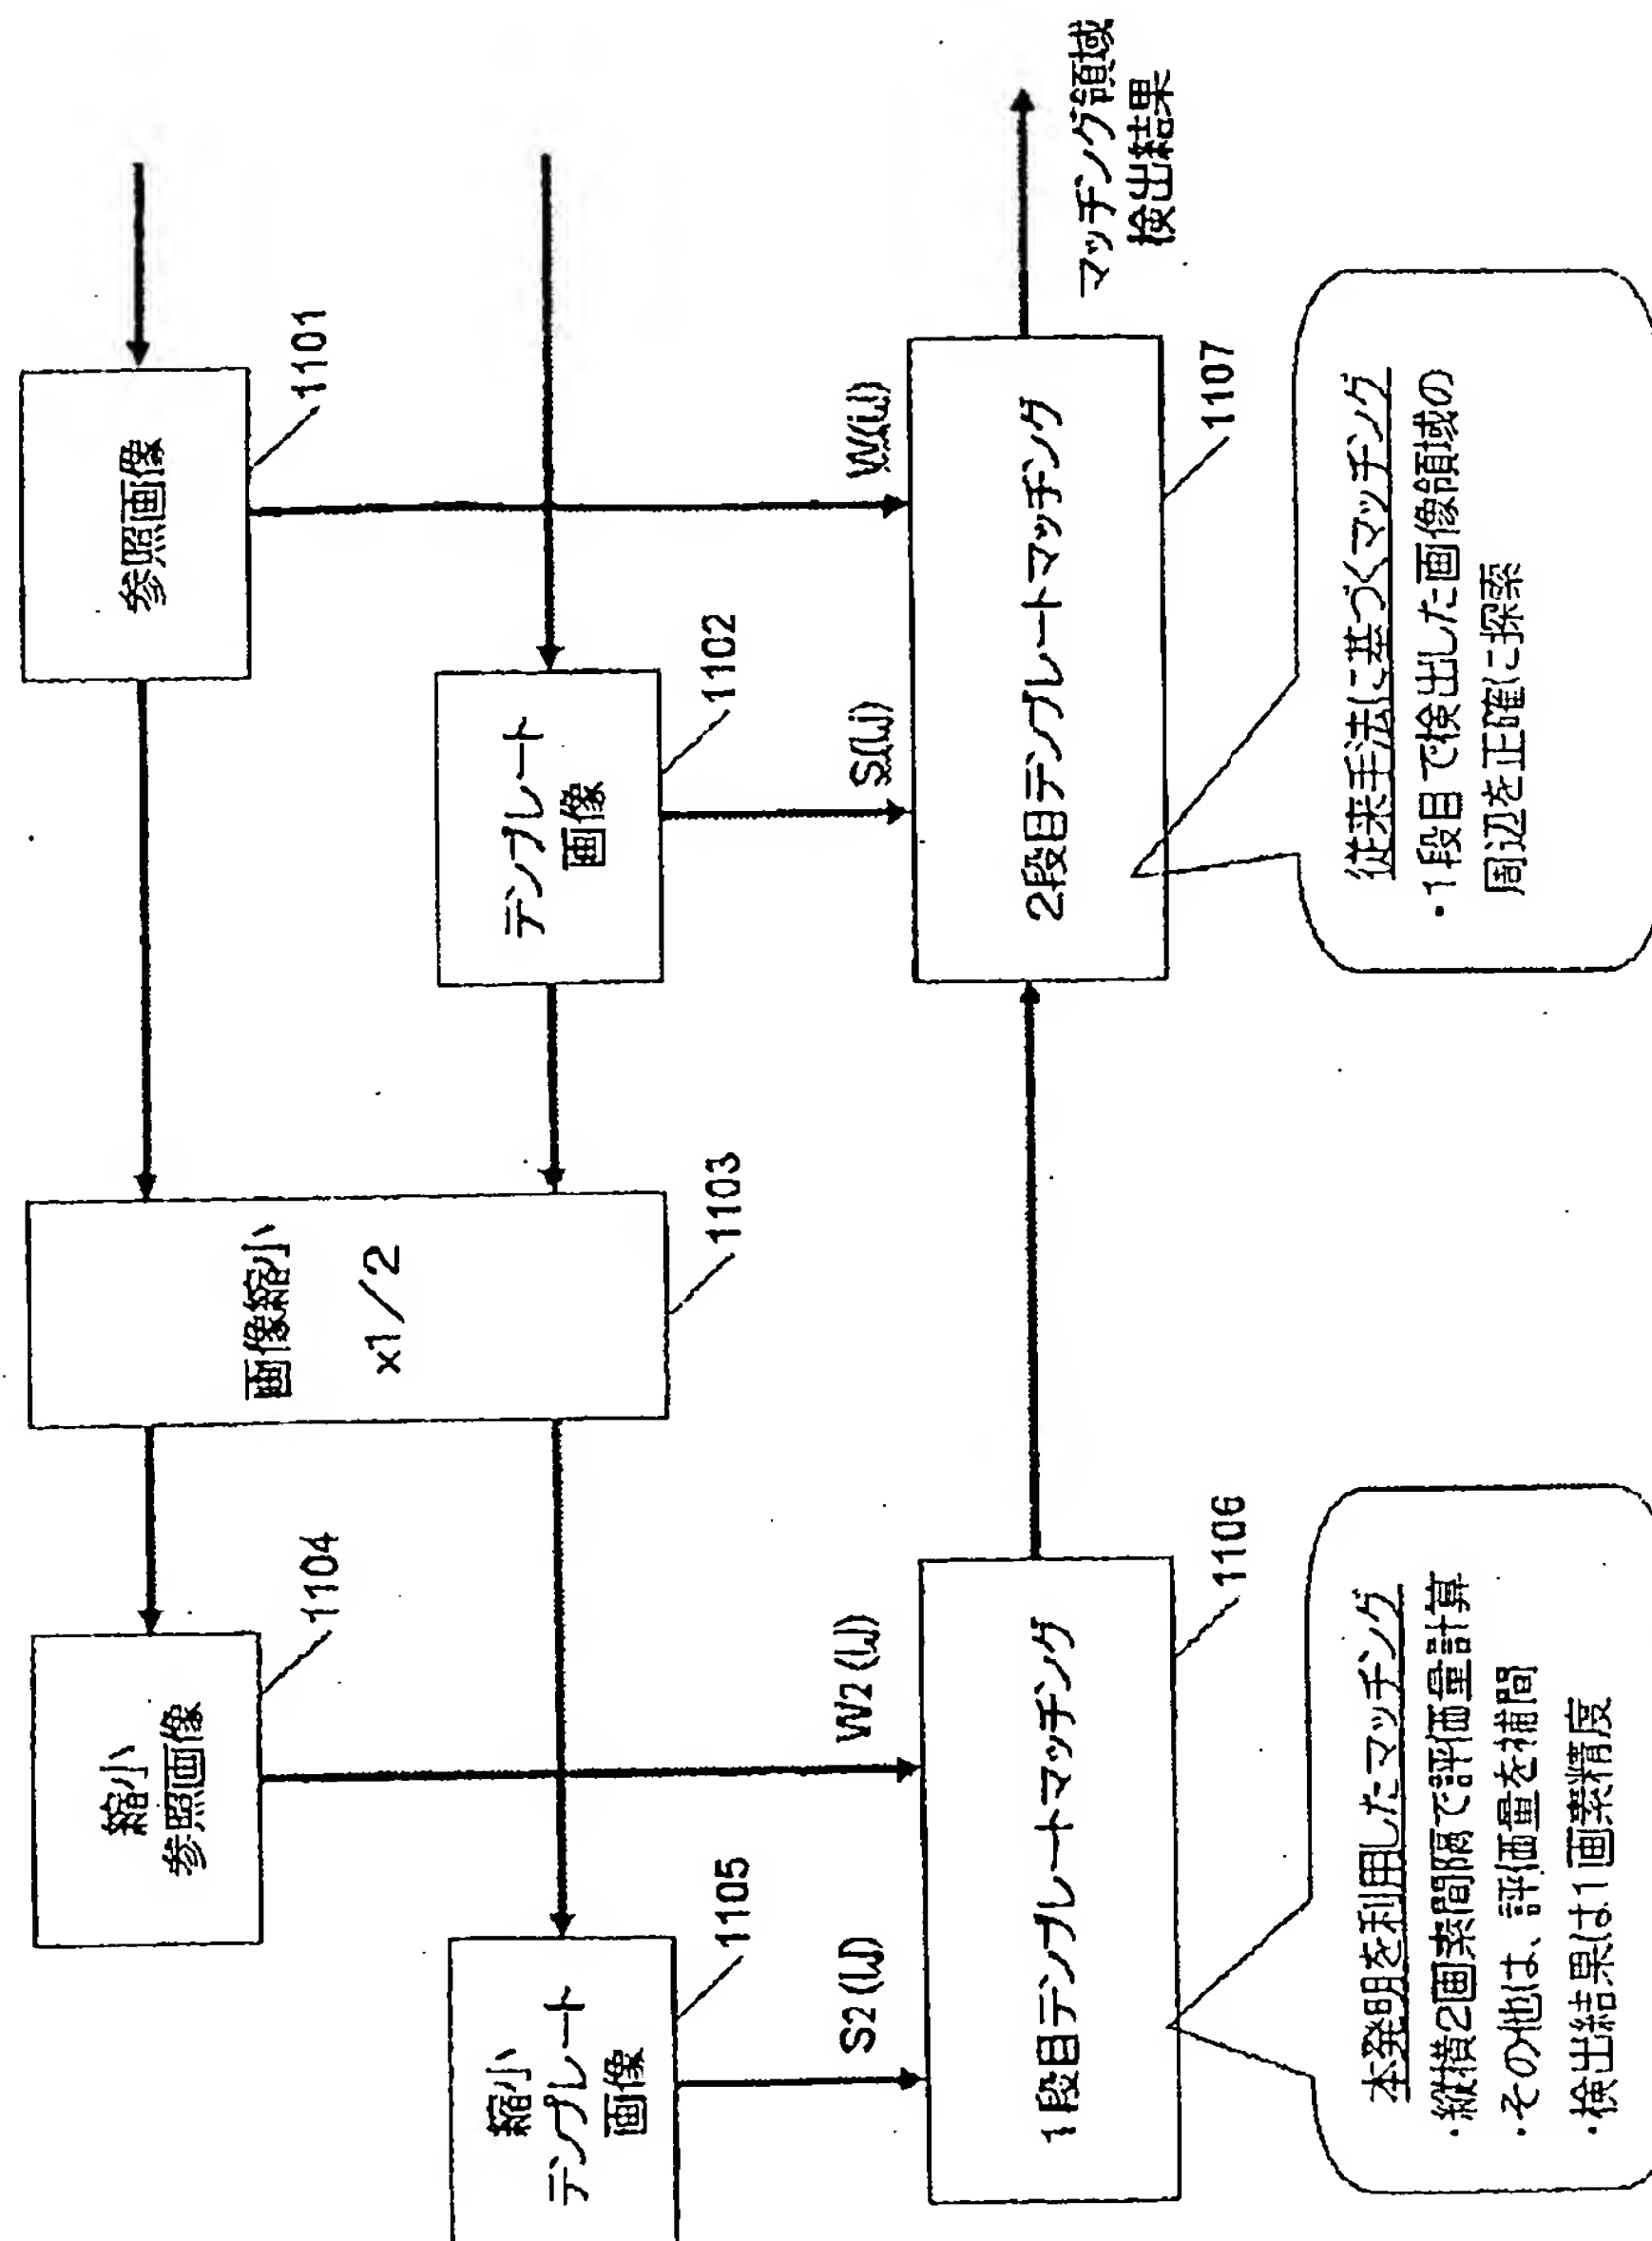 参照画像
1101
テンプレート
画像
1102
画像縮小
x1/2
1103
縮小
参照画像
1104
縮小
テンプレート
画像
1105
W(i,j)
S(i,j)
W2(i,j)
S2(i,j)
1段目テンプレートマッチング
1106
2段目テンプレートマッチング
1107
マッチング領域
検出結果
本発明を利用したマッチング
・縦横2画素間隔で評価量計算
・その他は、評価量を補間
・検出結果は1画素精度
従来手法に基づくマッチング
・1段目で検出した画像領域の
周辺を正確に探索